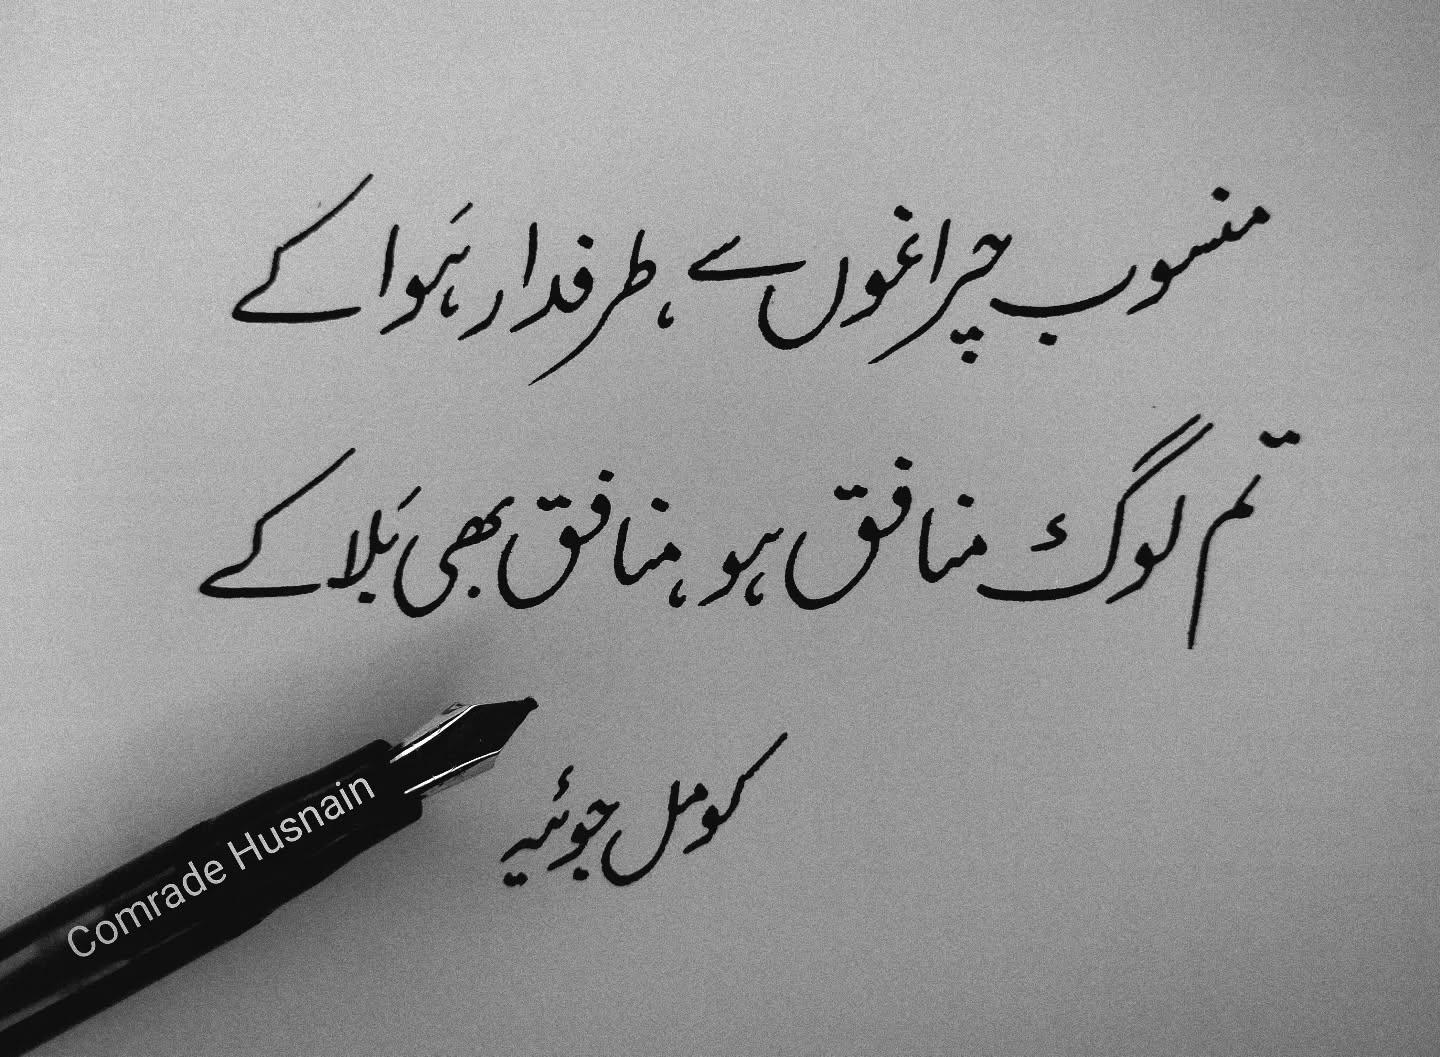 منسوب چراغوں سے، طرفدار ہَوا کے
تم لوگ منافق ہو، منافق بھی بَلا کے
کومل جوئیہ
Comrade Husnain